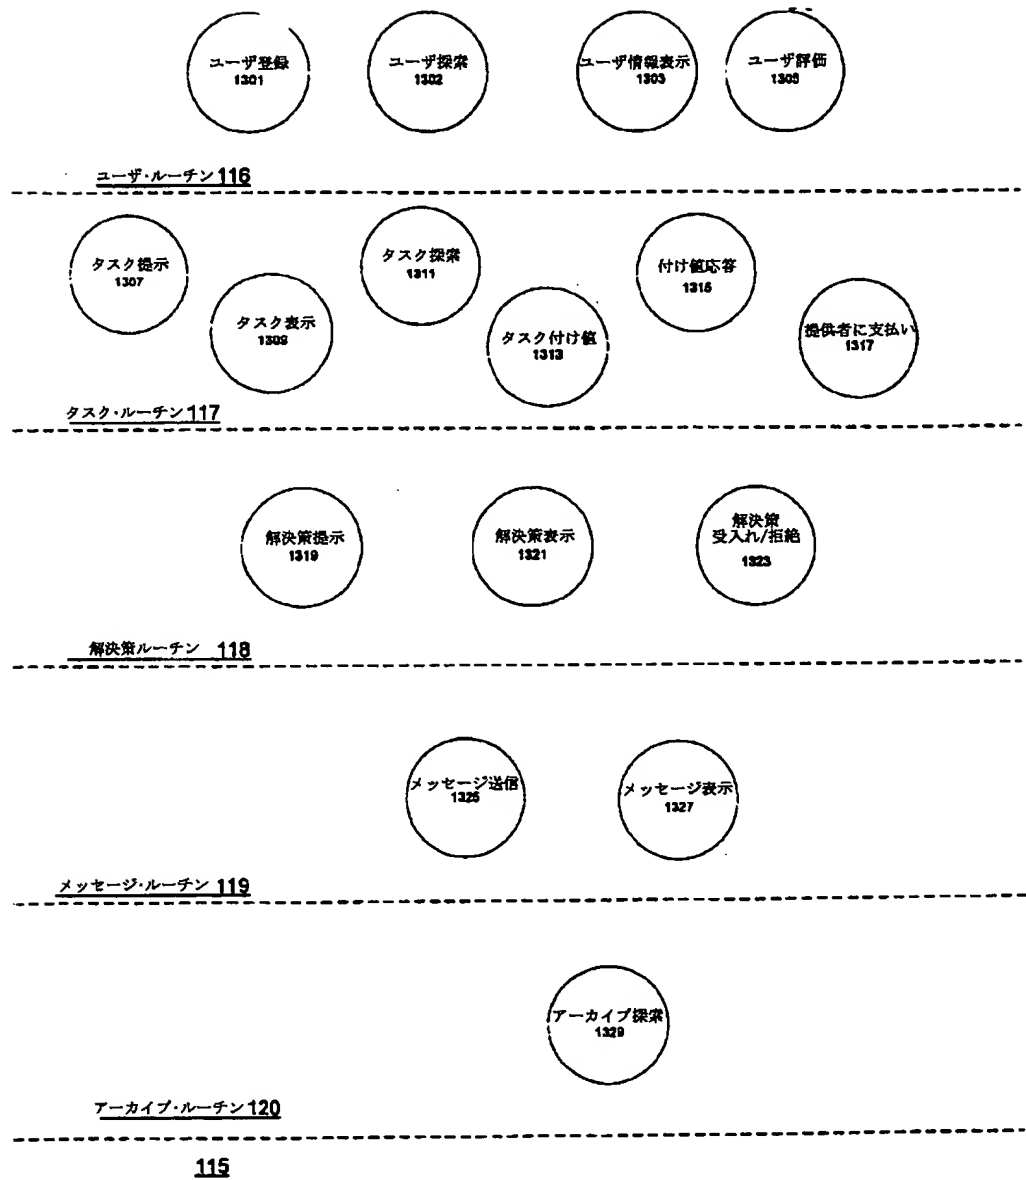 ユーザ登録
1301
ユーザ探索
1302
ユーザ情報表示
1303
ユーザ評価
1305
ユーザ・ルーチン 116
タスク提示
1307
タスク表示
1309
タスク探索
1311
タスク付け値
1313
付け値応答
1315
提供者に支払い
1317
タスク・ルーチン 117
解決策提示
1319
解決策表示
1321
解決策
受入れ/拒絶
1323
解決策ルーチン 118
メッセージ送信
1325
メッセージ表示
1327
メッセージ・ルーチン 119
アーカイブ探索
1329
アーカイブ・ルーチン 120
115